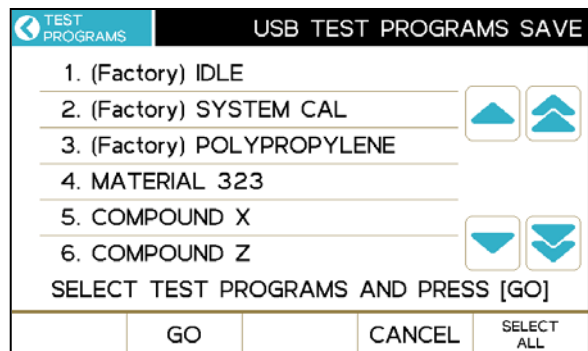 TEST
PROGRAMS
USB TEST PROGRAMS SAVE
1. (Factory) IDLE
2. (Factory) SYSTEM CAL
3. (Factory) POLYPROPYLENE
4. MATERIAL 323
5. COMPOUND X
6. COMPOUND Z
SELECT TEST PROGRAMS AND PRESS [GO]
GO
CANCEL
SELECT
ALL